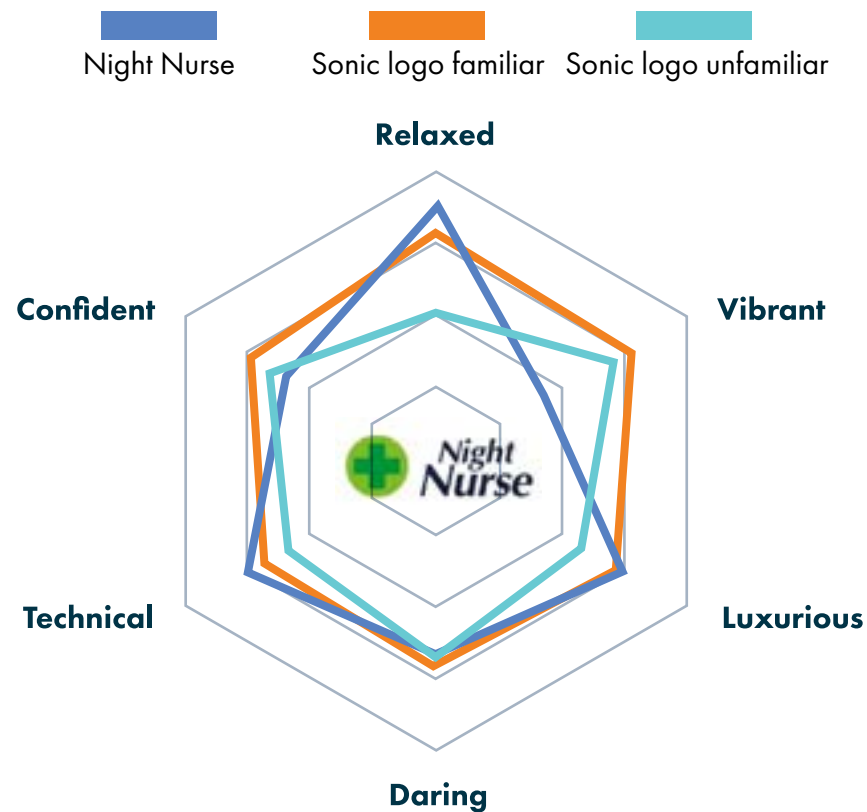 Night Nurse
Sonic logo familiar
Sonic logo unfamiliar
Relaxed
Confident
Vibrant
Night
Nurse
Technical
Luxurious
Daring